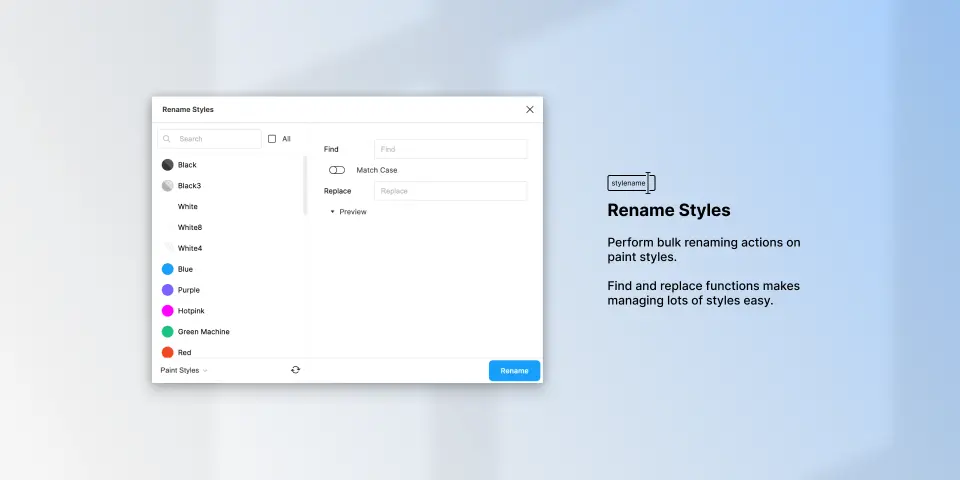 Rename Styles
Search
All
Black
Black3
White
White8
White4
Blue
Purple
Hotpink
Green Machine
Red
Paint Styles
Find
Find
Match Case
Replace
Replace
Preview
Rename
stylename
Rename Styles
Perform bulk renaming actions on
paint styles.
Find and replace functions makes
managing lots of styles easy.